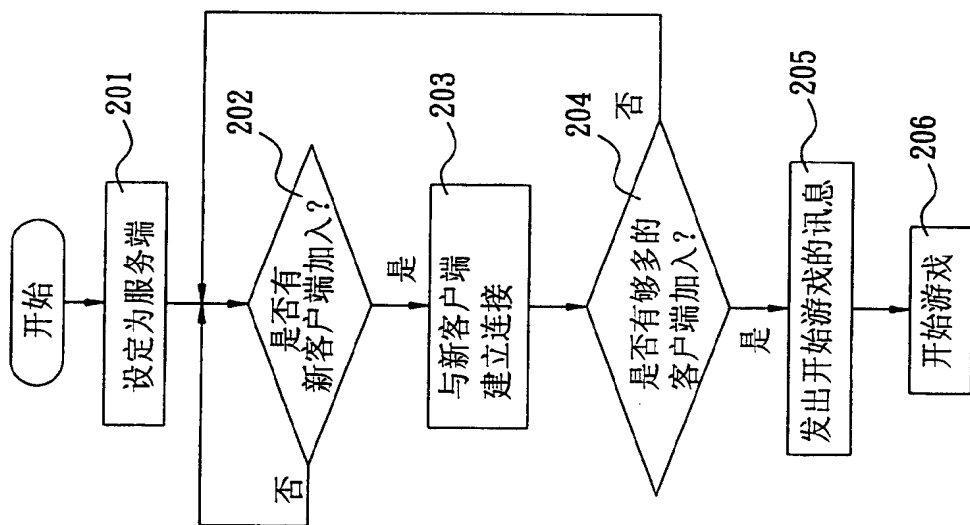 开始
201
设定为服务端
202
是否有
新客户端加入?
否
是
203
与新客户端
建立连接
204
是否有够多的
客户端加入?
否
是
205
发出开始游戏的讯息
206
开始游戏